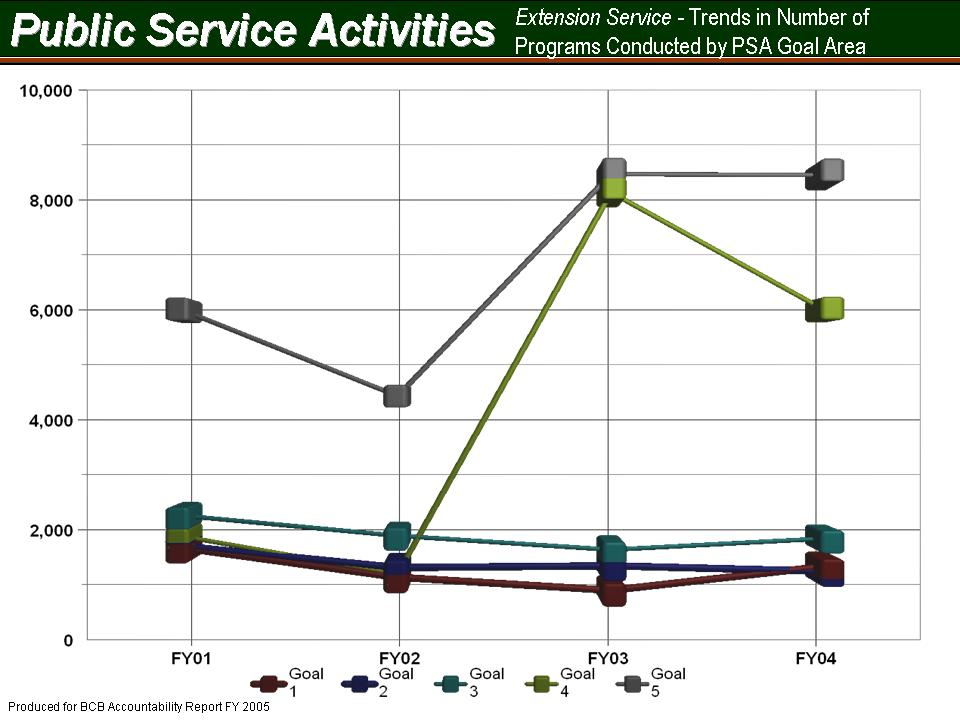 Public Service Activities
Extension Service - Trends in Number of
Programs Conducted by PSA Goal Area
10,000
8,000
6,000
4,000
2,000
0
FY01 FY02 FY03 FY04
Goal 1 Goal 2 Goal 3 Goal 4 Goal 5
Produced for BCB Accountability Report FY 2005